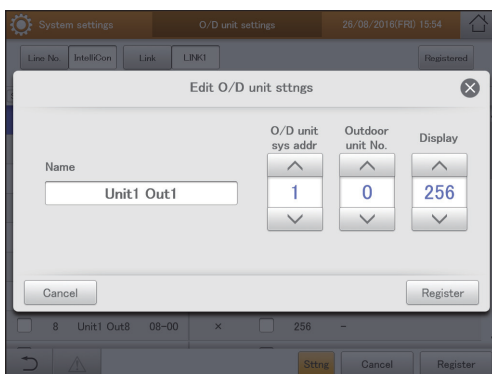 System settings O/D unit settings 26/08/2016(FRI) 15:54
Line No. IntelliCon Link LINK1 Registered
Edit O/D unit sttngs
O/D unit sys addr Outdoor unit No. Display
Name
Unit1 Out1 1 0 256
Cancel Register
8 Unit1 Out8 08-00 × 256 -
Sttng Cancel Register